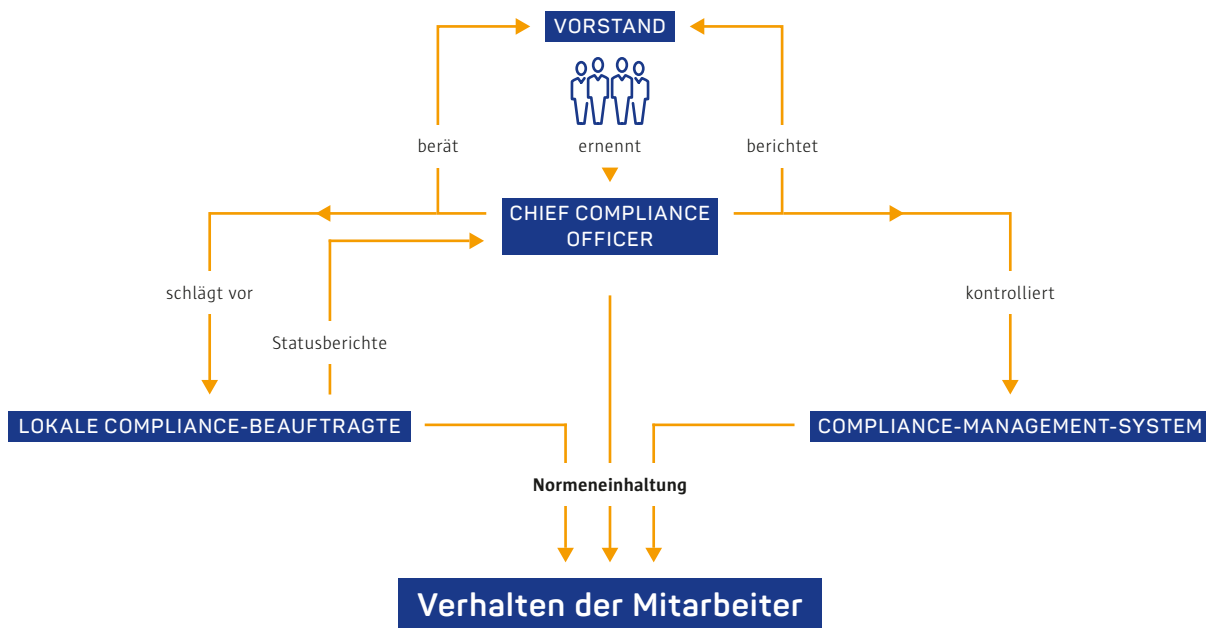 VORSTAND
berät
ernennt
berichtet
CHIEF COMPLIANCE
OFFICER
schlägt vor
kontrolliert
Statusberichte
LOKALE COMPLIANCE-BEAUFTRAGTE
COMPLIANCE-MANAGEMENT-SYSTEM
Normeneinhaltung
Verhalten der Mitarbeiter